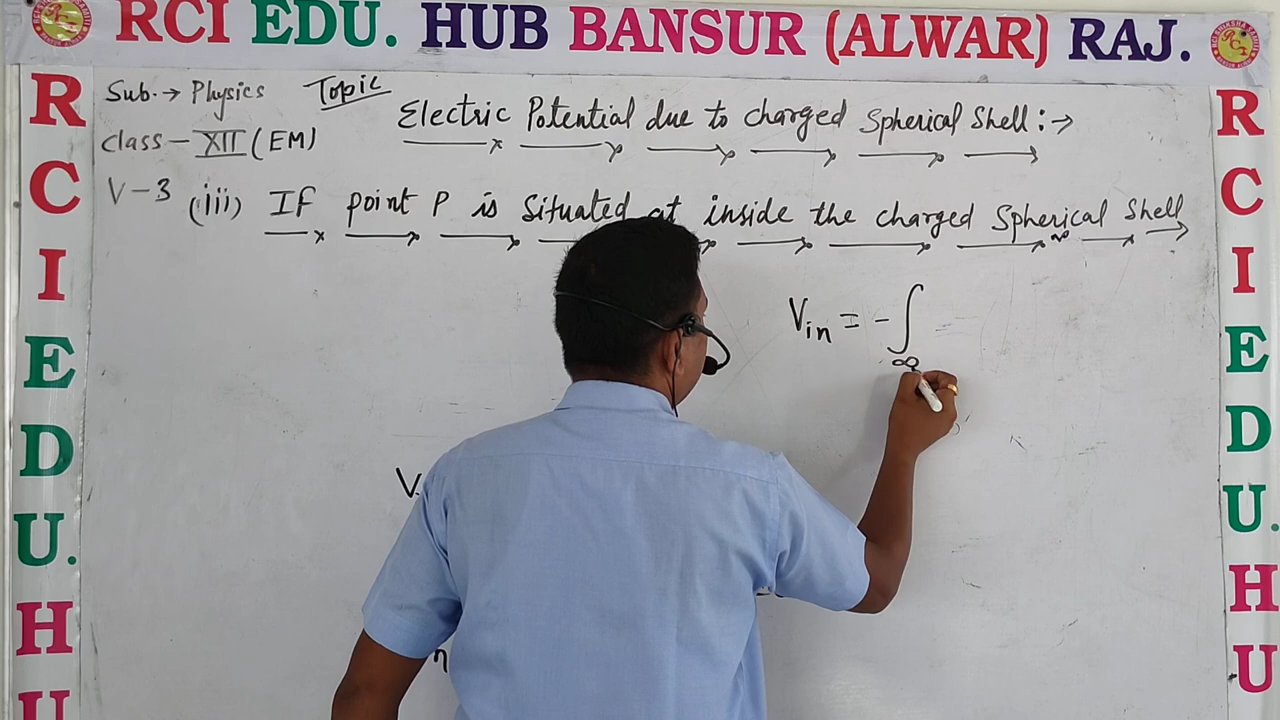 RCI EDU. HUB BANSUR (ALWAR) RAJ.
Sub.→ Physics Topic
Electric Potential due to charged Spherical Shell :→
class – XII (EM)
V-3 (iii) If point P is Situated at inside the charged Spherical Shell
V_in = - ∫
∞
V
η
R
C
I
E
D
U.
H
U
R
C
I
E
D
U.
H
U